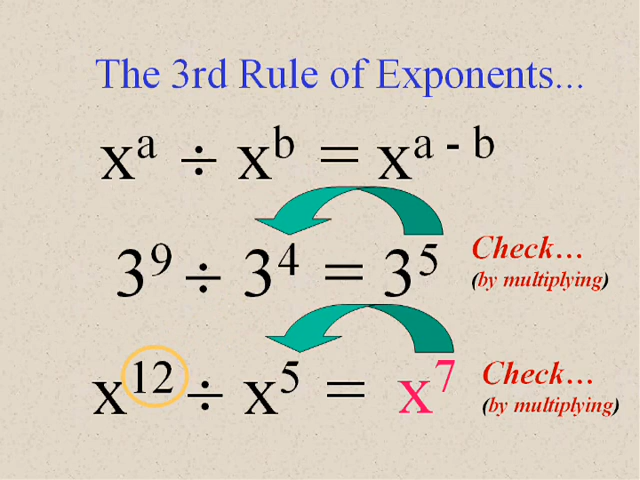 The 3rd Rule of Exponents...
xᵃ ÷ xᵇ = xᵃ ⁻ ᵇ
3⁹ ÷ 3⁴ = 3⁵
Check…
(by multiplying)
x¹² ÷ x⁵ = x⁷
Check…
(by multiplying)